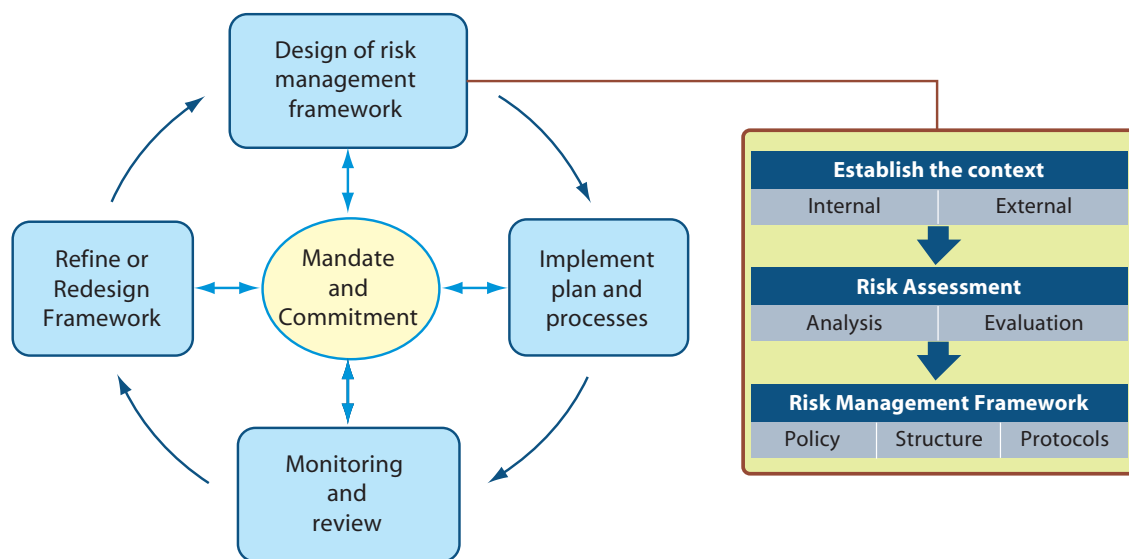 Design of risk
management
framework
Refine or
Redesign
Framework
Mandate
and
Commitment
Implement
plan and
processes
Monitoring
and
review
Establish the context
Internal
External
Risk Assessment
Analysis
Evaluation
Risk Management Framework
Policy
Structure
Protocols